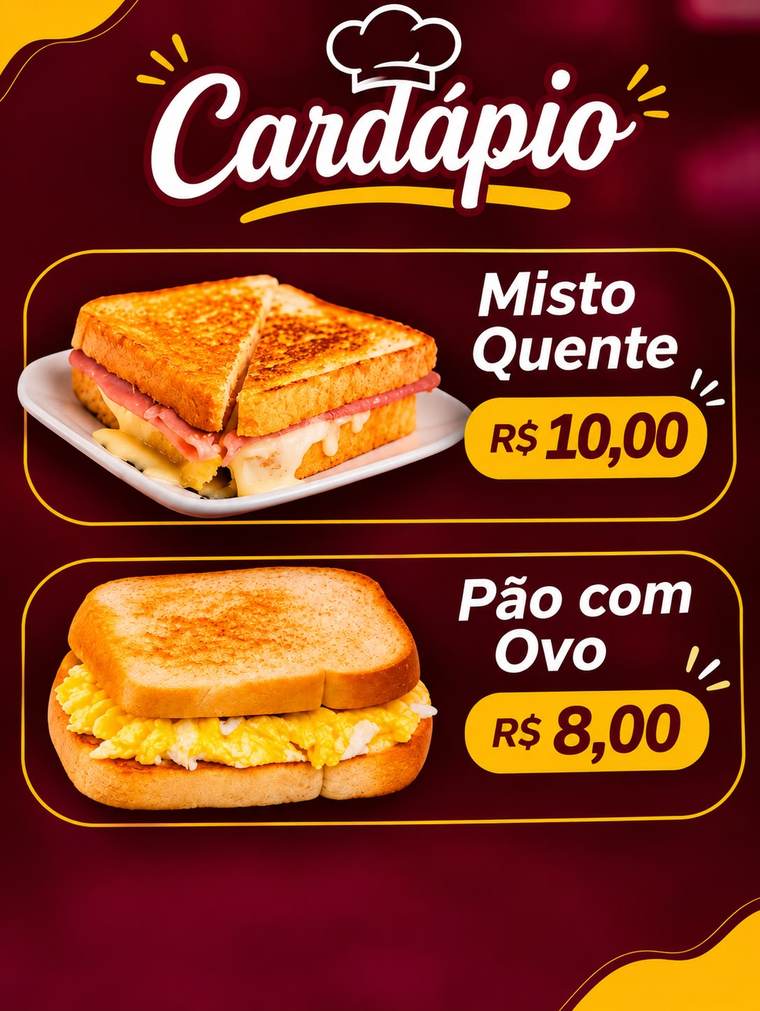 Cardápio
Misto
Quente
R$ 10,00
Pão com
Ovo
R$ 8,00